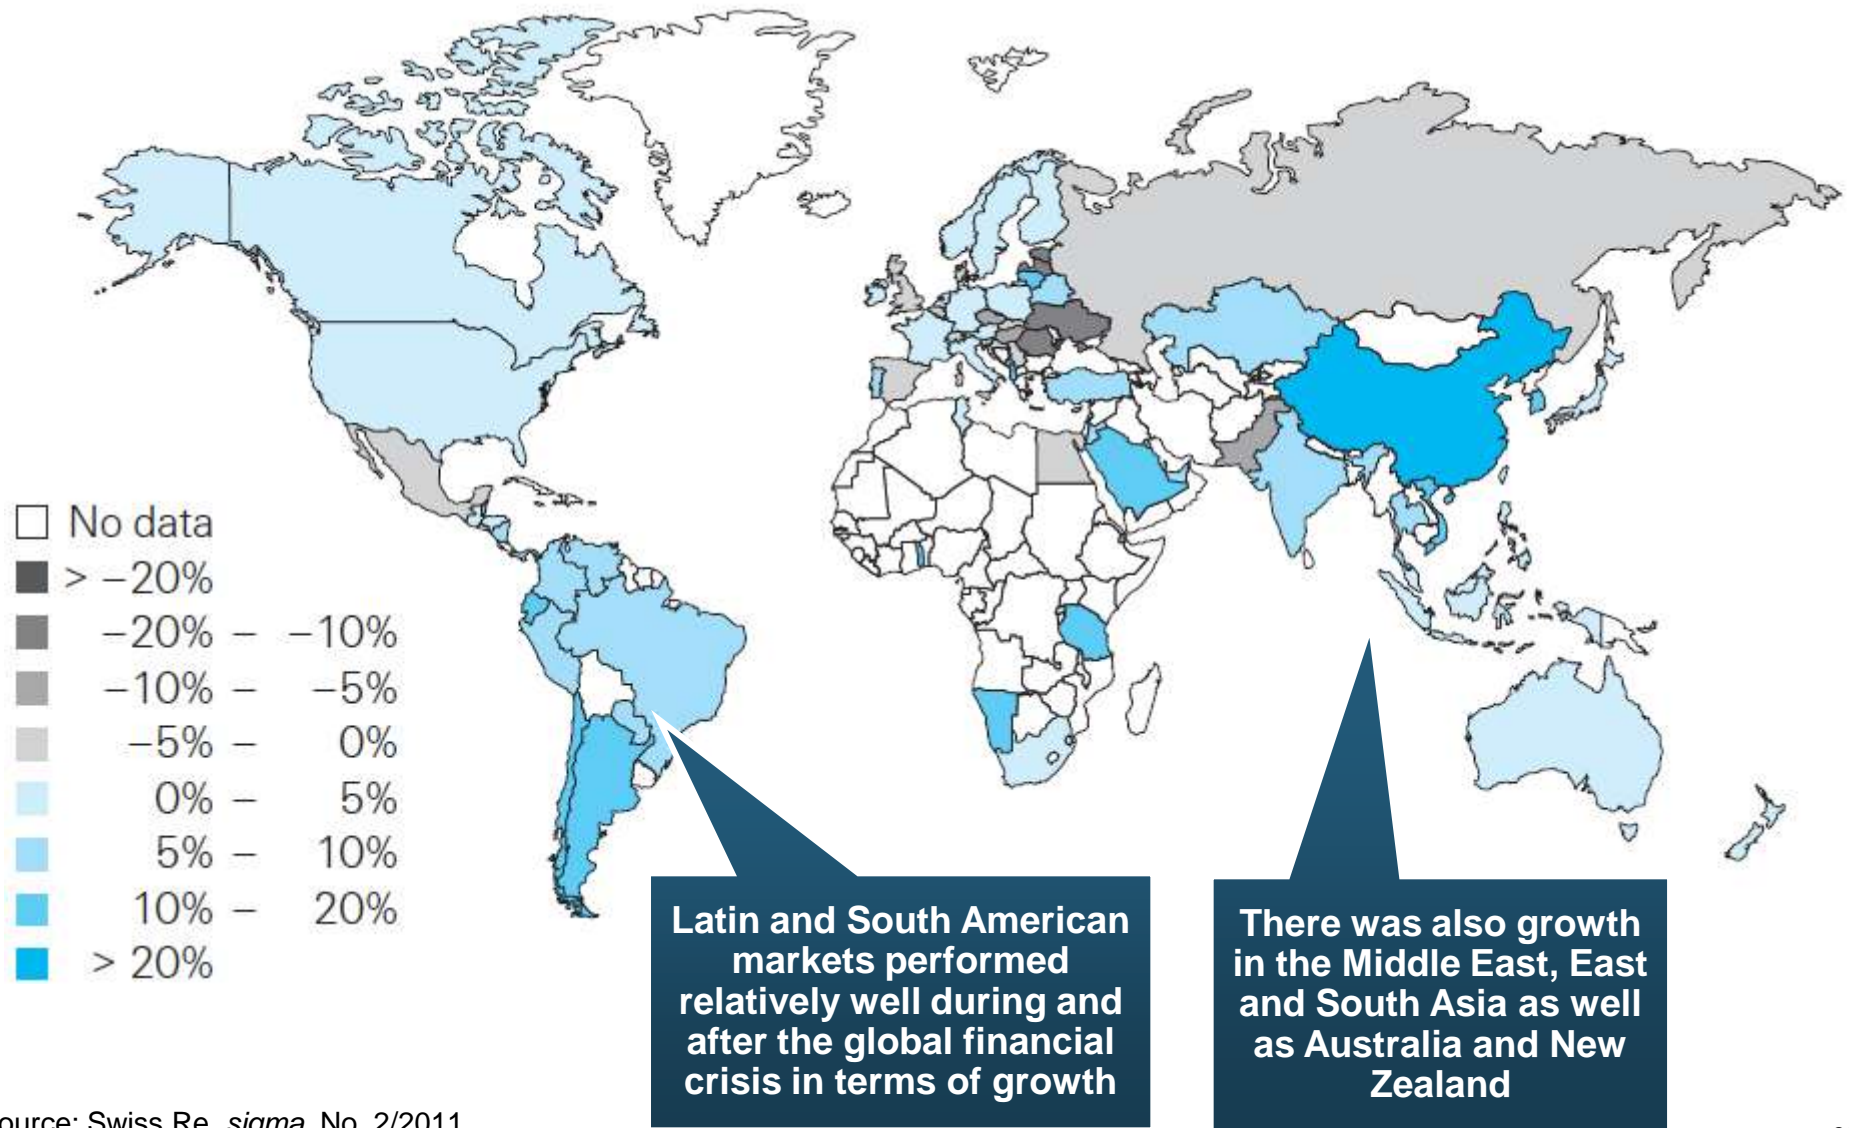 No data
> −20%
−20% – −10%
−10% – −5%
−5% – 0%
0% – 5%
5% – 10%
10% – 20%
> 20%
Latin and South American
markets performed
relatively well during and
after the global financial
crisis in terms of growth
There was also growth
in the Middle East, East
and South Asia as well
as Australia and New
Zealand
ource: Swiss Re, sigma, No. 2/2011